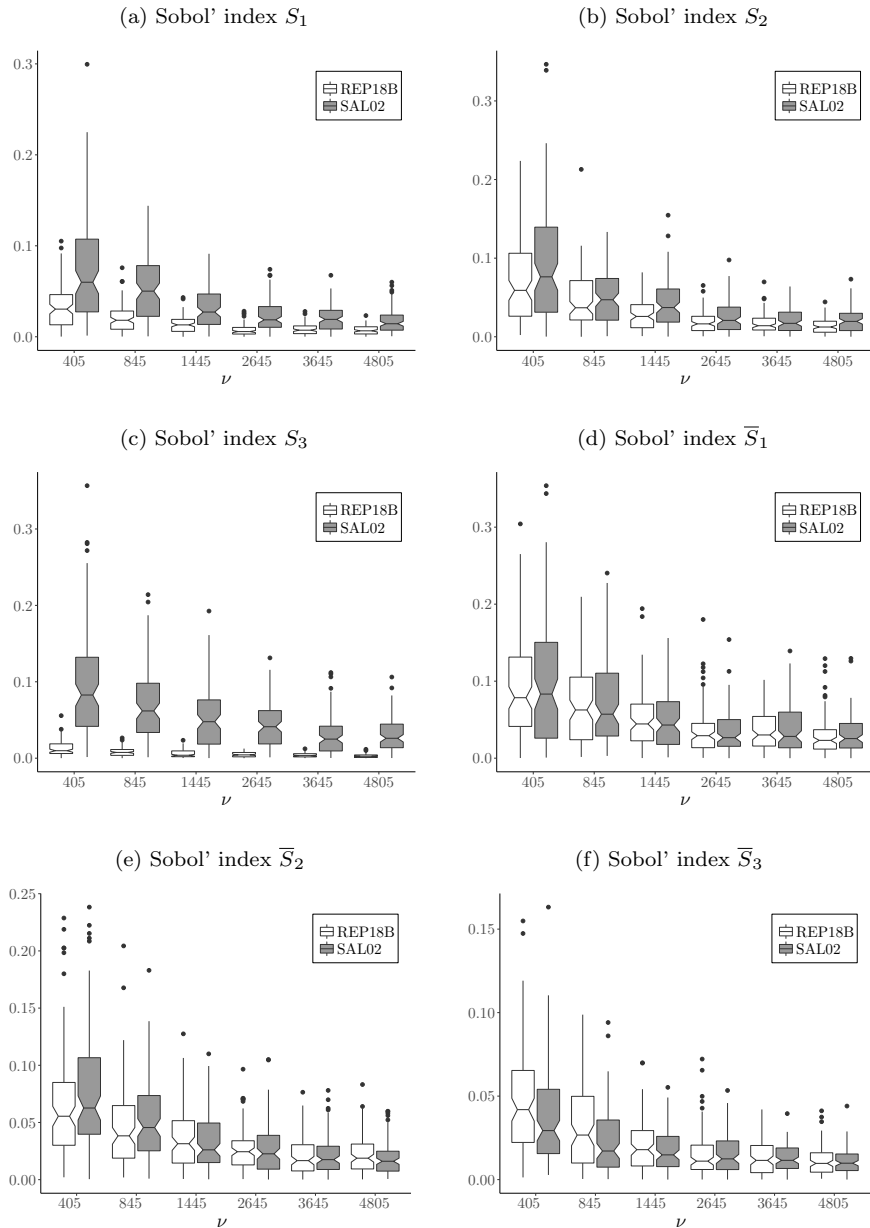 (a) Sobol' index S₁
0.3
0.2
0.1
0.0
REP18B
SAL02
405 845 1445 2645 3645 4805
ν
(b) Sobol' index S₂
0.3
0.2
0.1
0.0
REP18B
SAL02
405 845 1445 2645 3645 4805
ν
(c) Sobol' index S₃
0.3
0.2
0.1
0.0
REP18B
SAL02
405 845 1445 2645 3645 4805
ν
(d) Sobol' index S̅₁
0.3
0.2
0.1
0.0
REP18B
SAL02
405 845 1445 2645 3645 4805
ν
(e) Sobol' index S̅₂
0.25
0.20
0.15
0.10
0.05
0.00
REP18B
SAL02
405 845 1445 2645 3645 4805
ν
(f) Sobol' index S̅₃
0.15
0.10
0.05
0.00
REP18B
SAL02
405 845 1445 2645 3645 4805
ν